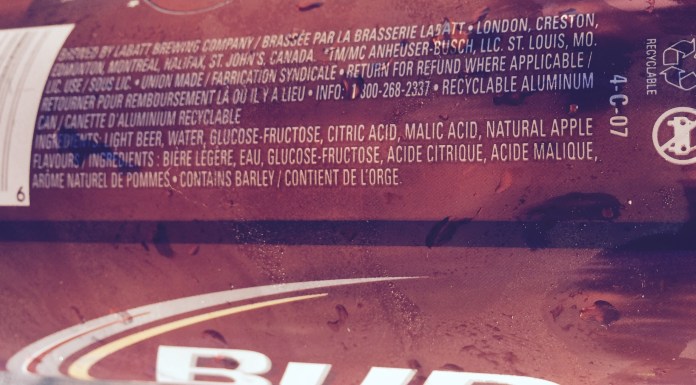 BREWED BY LABATT BREWING COMPANY / BRASSÉE PAR LA BRASSERIE LABATT • LONDON, CRESTON,
EDMONTON, MONTREAL, HALIFAX, ST. JOHN'S, CANADA. ™/MC ANHEUSER-BUSCH, LLC. ST. LOUIS, MO.
LIC. USE / SOUS LIC. • UNION MADE / FABRICATION SYNDICALE • RETURN FOR REFUND WHERE APPLICABLE /
RETOURNER POUR REMBOURSEMENT LÀ OÙ IL Y A LIEU • INFO: 1 800-268-2337 • RECYCLABLE ALUMINUM
CAN / CANETTE D'ALUMINIUM RECYCLABLE
INGREDIENTS: LIGHT BEER, WATER, GLUCOSE-FRUCTOSE, CITRIC ACID, MALIC ACID, NATURAL APPLE
FLAVOURS / INGRÉDIENTS : BIÈRE LÉGÈRE, EAU, GLUCOSE-FRUCTOSE, ACIDE CITRIQUE, ACIDE MALIQUE,
ARÔME NATUREL DE POMMES • CONTAINS BARLEY / CONTIENT DE L'ORGE.
4-C-07
RECYCLABLE
6
BUD